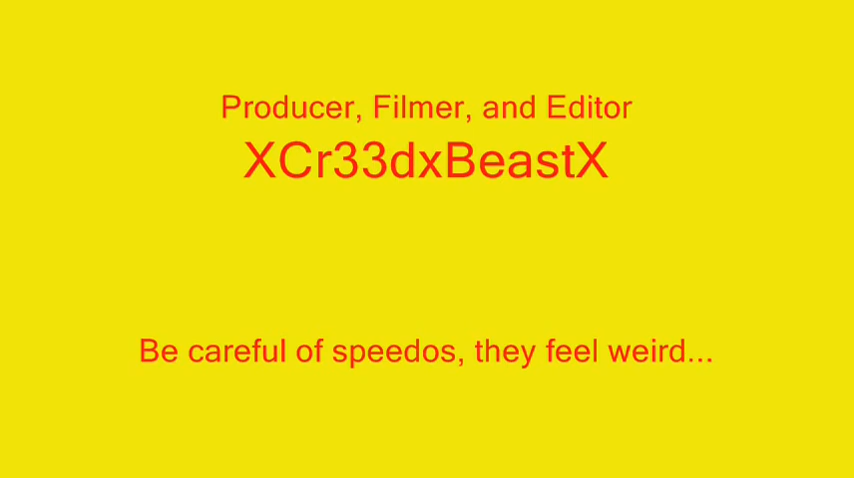 Producer, Filmer, and Editor
XCr33dxBeastX
Be careful of speedos, they feel weird...